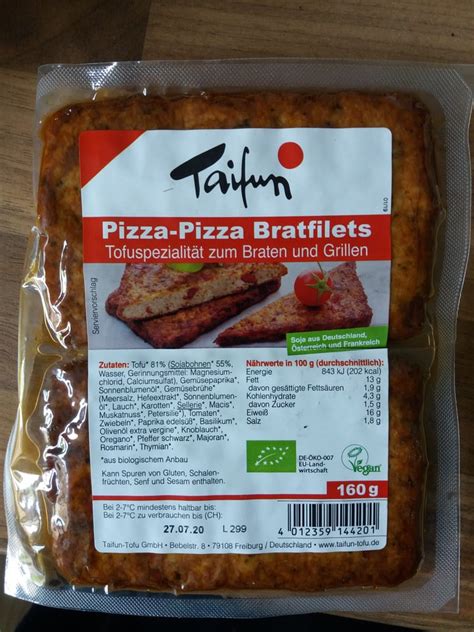 Taifun
Pizza-Pizza Bratfilets
Tofuspezialität zum Braten und Grillen
Serviervorschlag
Soja aus Deutschland,
Österreich und Frankreich
Zutaten: Tofu* 81% (Sojabohnen* 55%,
Wasser, Gerinnungsmittel: Magnesium-
chlorid, Calciumsulfat), Gemüsepaprika*,
Sonnenblumenöl*, Gemüsebrühe*
(Meersalz, Hefeextrakt*, Sonnenblumen-
öl*, Lauch*, Karotten*, Sellerie*, Macis*,
Muskatnuss*, Petersilie*), Tomaten*,
Zwiebeln*, Paprika edelsüß*, Basilikum*,
Olivenöl extra vergine*, Knoblauch*,
Oregano*, Pfeffer schwarz*, Majoran*,
Rosmarin*, Thymian*.
*aus biologischem Anbau
Kann Spuren von Gluten, Schalen-
früchten, Senf und Sesam enthalten.
Nährwerte in 100 g (durchschnittlich):
Energie 843 kJ (202 kcal)
Fett 13 g
davon gesättigte Fettsäuren 1,9 g
Kohlenhydrate 4,3 g
davon Zucker 1,5 g
Eiweiß 16 g
Salz 1,8 g
DE-ÖKO-007
EU-Land-
wirtschaft
Vegan
160 g
Bei 2-7°C mindestens haltbar bis:
Bei 2-7°C zu verbrauchen bis (CH):
27.07.20 L 299
4 012359 144201
Taifun-Tofu GmbH • Bebelstr. 8 • 79108 Freiburg / Deutschland • www.taifun-tofu.de